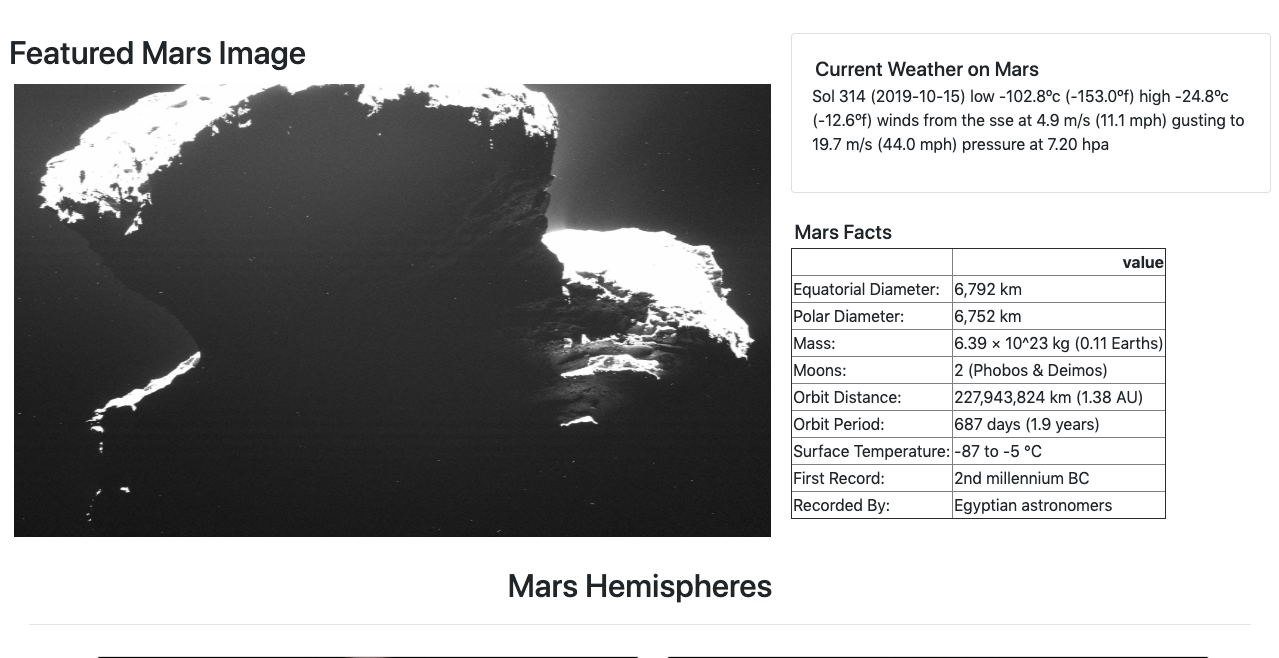 Featured Mars Image
Current Weather on Mars
Sol 314 (2019-10-15) low -102.8ºc (-153.0ºf) high -24.8ºc
(-12.6ºf) winds from the sse at 4.9 m/s (11.1 mph) gusting to
19.7 m/s (44.0 mph) pressure at 7.20 hpa
Mars Facts
value
Equatorial Diameter: 6,792 km
Polar Diameter: 6,752 km
Mass: 6.39 × 10^23 kg (0.11 Earths)
Moons: 2 (Phobos & Deimos)
Orbit Distance: 227,943,824 km (1.38 AU)
Orbit Period: 687 days (1.9 years)
Surface Temperature: -87 to -5 °C
First Record: 2nd millennium BC
Recorded By: Egyptian astronomers
Mars Hemispheres